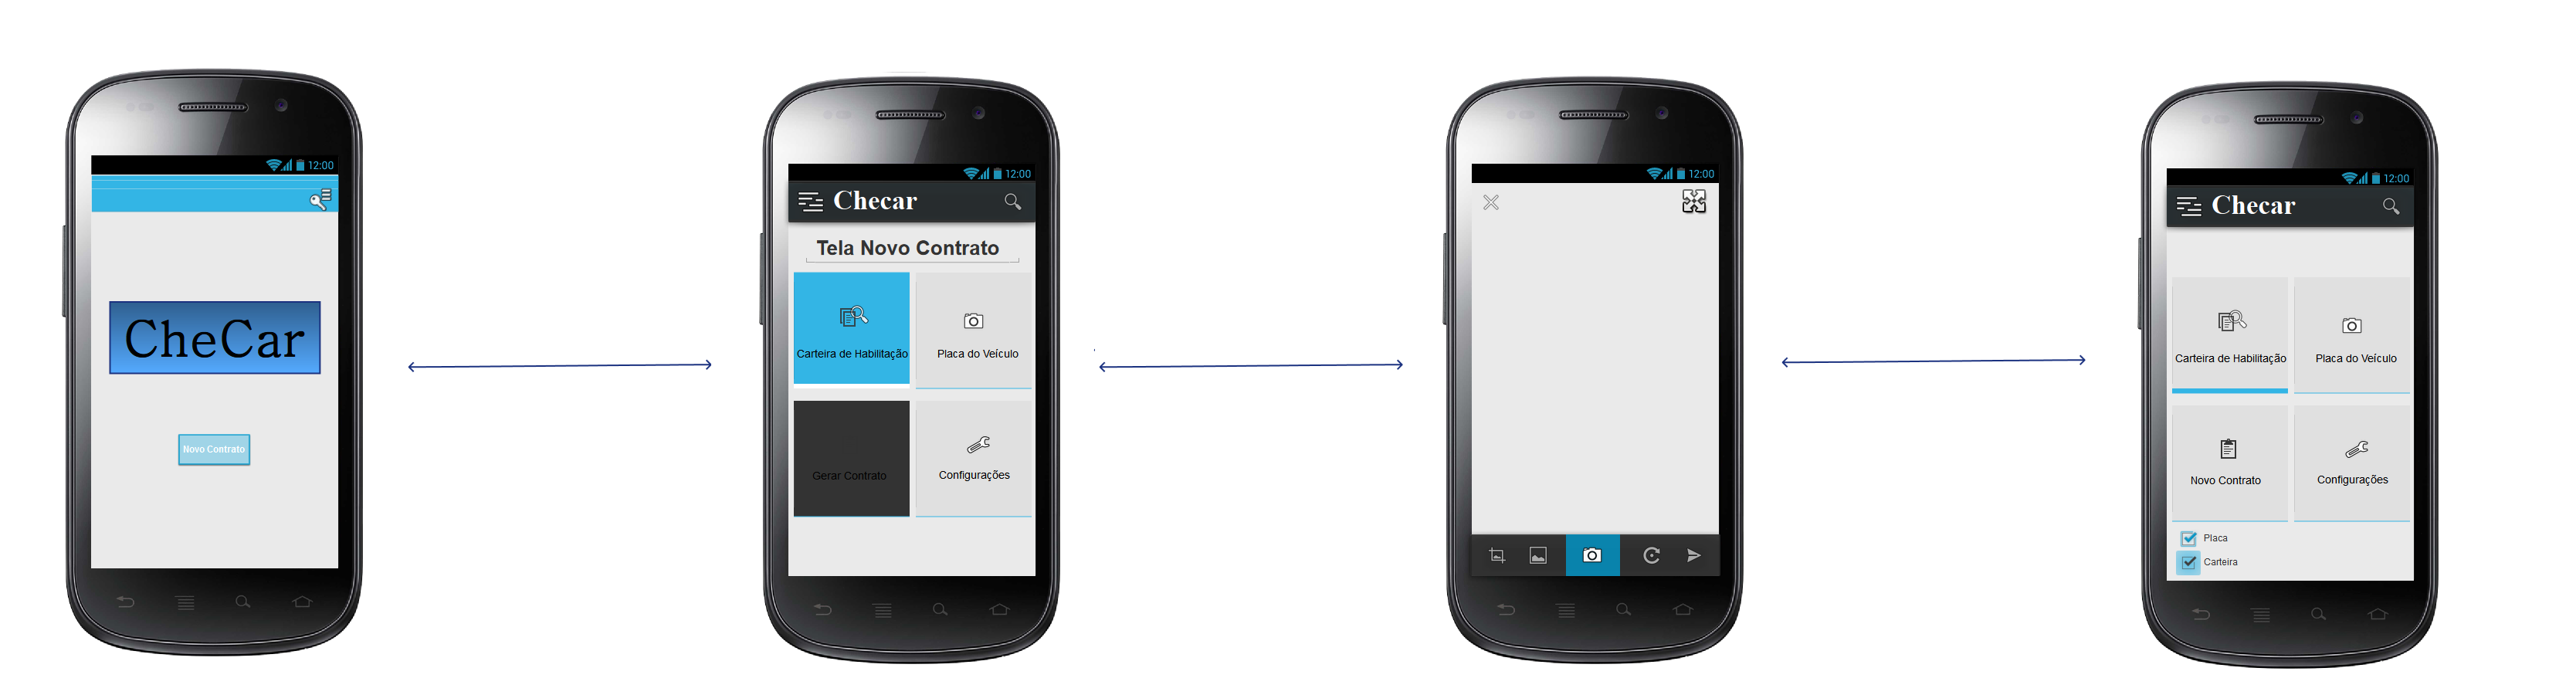 12:00
CheCar
Novo Contrato
12:00
Checar
Tela Novo Contrato
Carteira de Habilitação
Placa do Veículo
Gerar Contrato
Configurações
12:00
12:00
Checar
Carteira de Habilitação
Placa do Veículo
Novo Contrato
Configurações
Placa
Carteira